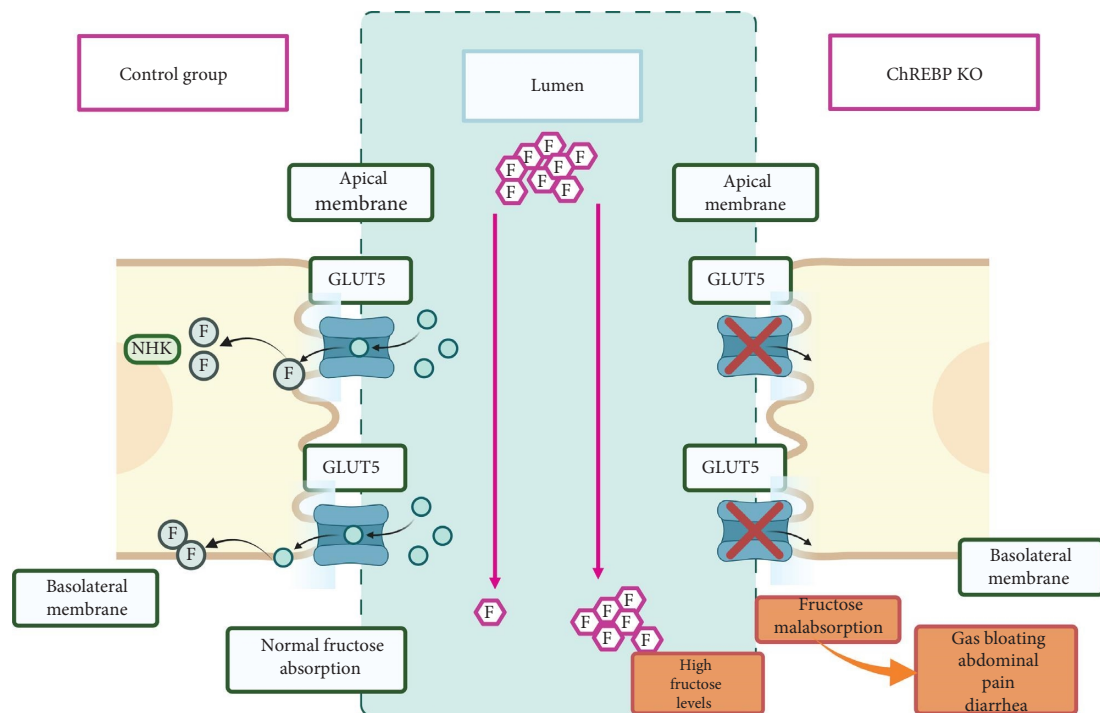 Control group
Lumen
ChREBP KO
F
F
F
F
F
F
F
F
F
Apical
membrane
Apical
membrane
GLUT5
GLUT5
NHK
F
F
F
GLUT5
GLUT5
F
F
Basolateral
membrane
Basolateral
membrane
F
F
F
F
F
F
F
F
Normal fructose
absorption
High
fructose
levels
Fructose
malabsorption
Gas bloating
abdominal
pain
diarrhea